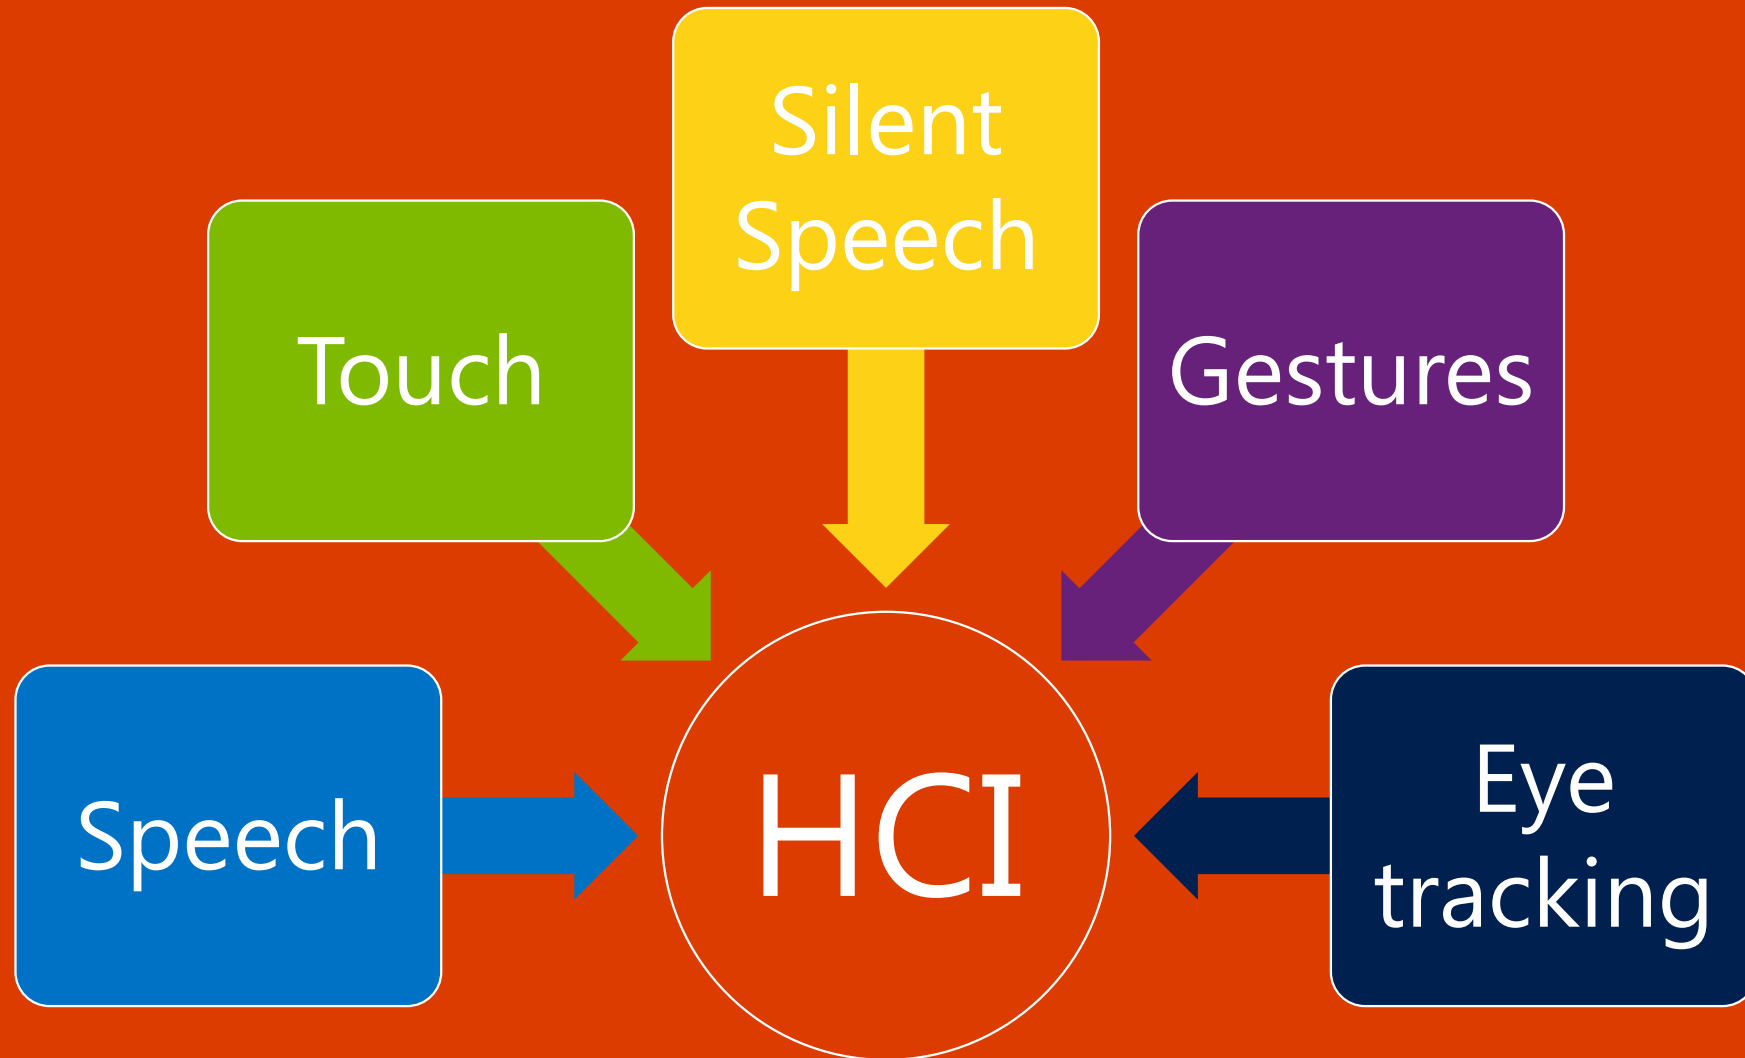 Silent
Speech
Touch
Gestures
Speech
HCI
Eye
tracking